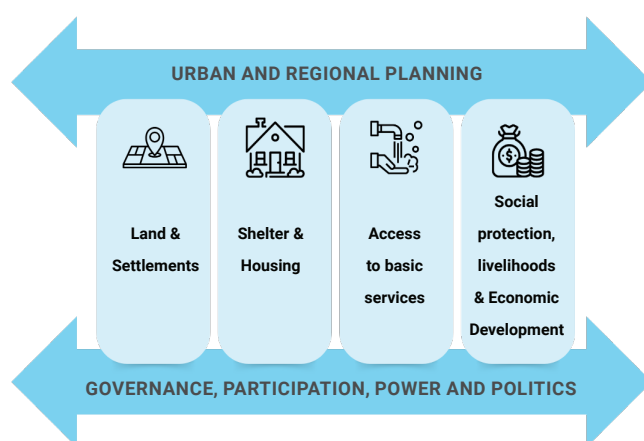 URBAN AND REGIONAL PLANNING
Land &
Settlements
Shelter &
Housing
Access
to basic
services
$
Social
protection,
livelihoods
& Economic
Development
GOVERNANCE, PARTICIPATION, POWER AND POLITICS